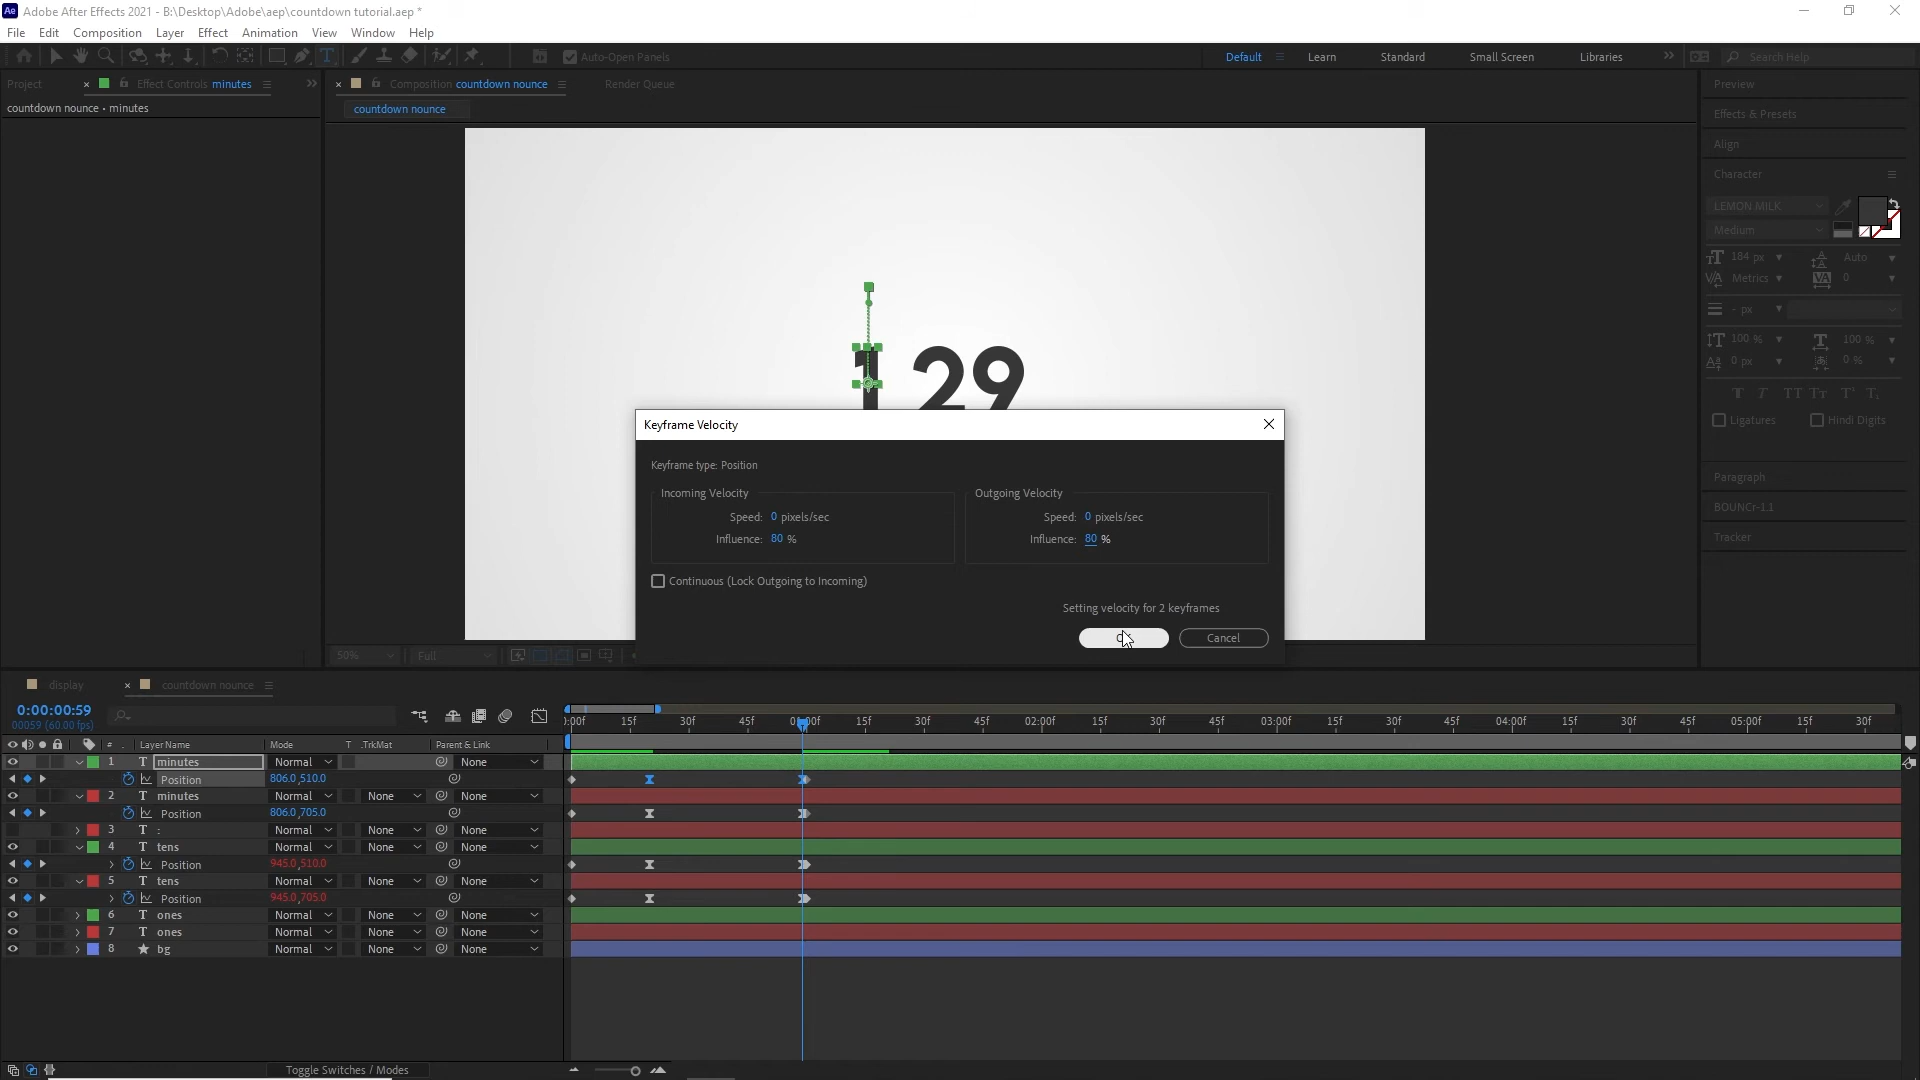 Ae Adobe After Effects 2021 - B:\Desktop\Adobe\aep\countdown tutorial.aep *
File Edit Composition Layer Effect Animation View Window Help
Auto-Open Panels Default Learn Standard Small Screen Libraries Search Help
Project Effect Controls minutes Composition countdown nounce Render Queue Preview
countdown nounce • minutes countdown nounce
Effects & Presets
Align
Character
LEMON MILK
Medium
184 px Auto
Metrics 0
- px
100 % 100 %
0 px 0 %
Ligatures Hindi Digits
Paragraph
BOUNCr-1.1
Tracker
1 29
Keyframe Velocity
Keyframe type: Position
Incoming Velocity Outgoing Velocity
Speed: 0 pixels/sec Speed: 0 pixels/sec
Influence: 80 % Influence: 80 %
Continuous (Lock Outgoing to Incoming)
Setting velocity for 2 keyframes
Cancel
50% Full
display countdown nounce
0:00:00:59
00059 (60.00 fps)
15f 30f 45f 15f 30f 45f 02:00f 15f 30f 45f 03:00f 15f 30f 45f 04:00f 15f 30f 45f 05:00f 15f 30f
# Layer Name Mode T .TrkMat Parent & Link
1 T minutes Normal None
Position 806.0,510.0
2 T minutes Normal None None
Position 806.0,705.0
3 T : Normal None None
4 T tens Normal None None
Position 945.0,510.0
5 T tens Normal None None
Position 945.0,705.0
6 T ones Normal None None
7 T ones Normal None None
8 bg Normal None None
Toggle Switches / Modes